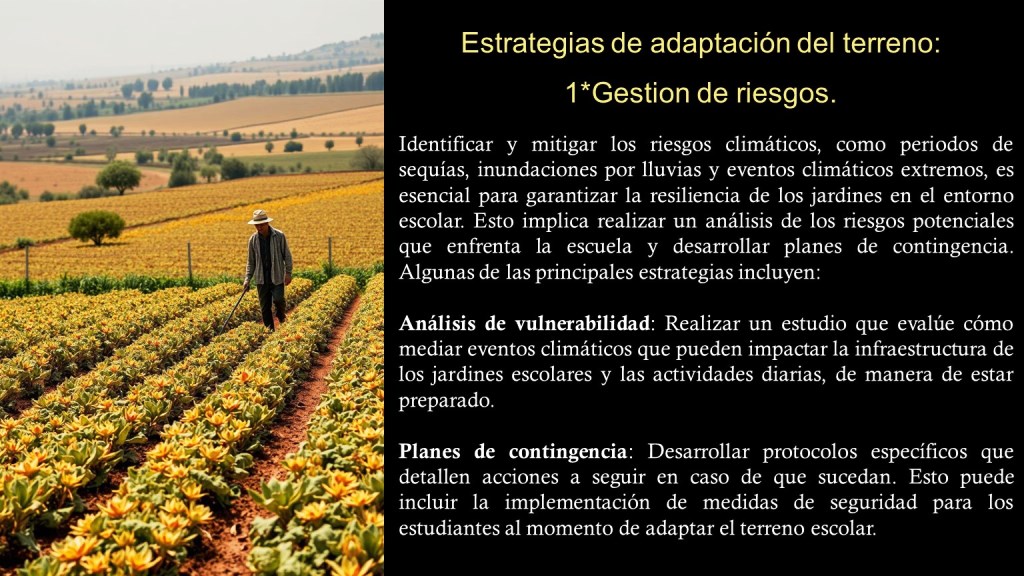 Estrategias de adaptación del terreno:
1*Gestion de riesgos.
Identificar y mitigar los riesgos climáticos, como periodos de
sequías, inundaciones por lluvias y eventos climáticos extremos, es
esencial para garantizar la resiliencia de los jardines en el entorno
escolar. Esto implica realizar un análisis de los riesgos potenciales
que enfrenta la escuela y desarrollar planes de contingencia.
Algunas de las principales estrategias incluyen:
Análisis de vulnerabilidad: Realizar un estudio que evalúe cómo
mediar eventos climáticos que pueden impactar la infraestructura de
los jardines escolares y las actividades diarias, de manera de estar
preparado.
Planes de contingencia: Desarrollar protocolos específicos que
detallen acciones a seguir en caso de que sucedan. Esto puede
incluir la implementación de medidas de seguridad para los
estudiantes al momento de adaptar el terreno escolar.